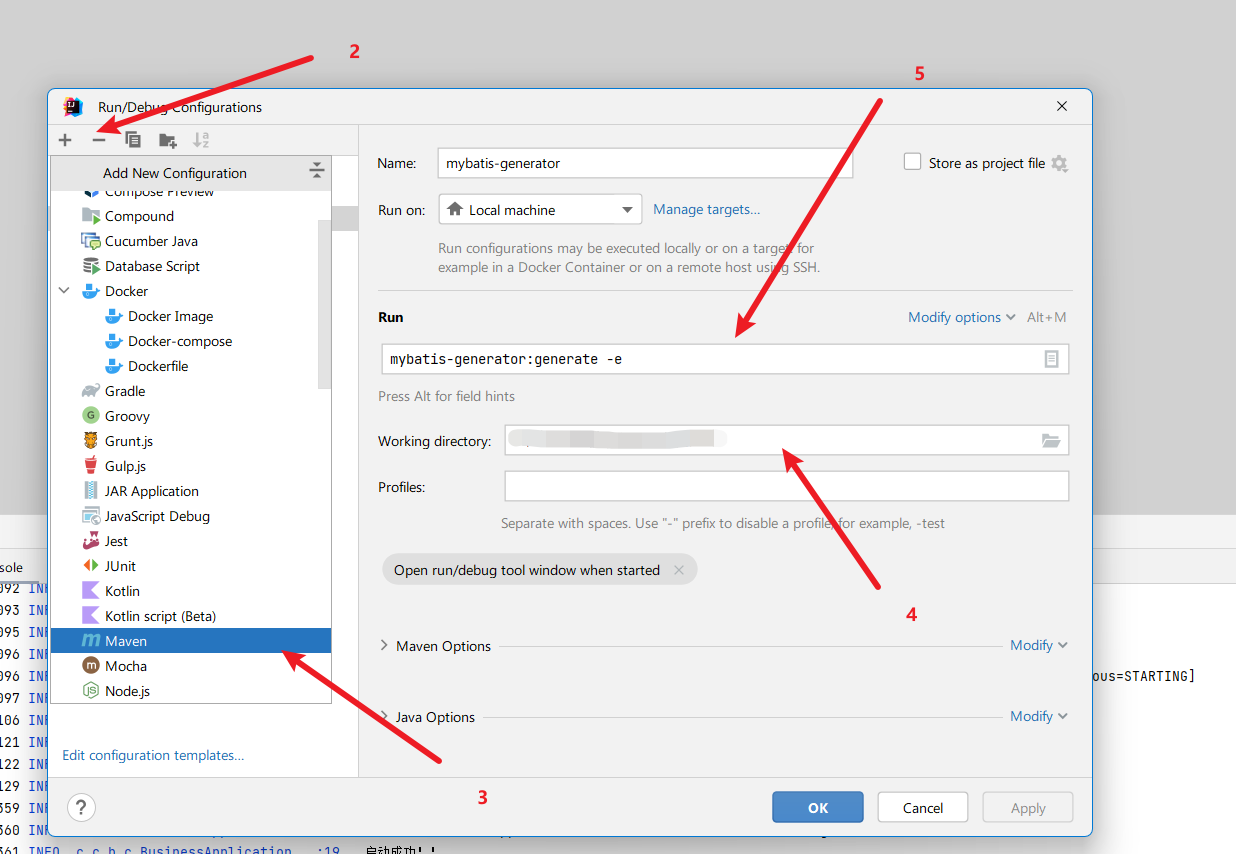 2
5
Run/Debug Configurations
Add New Configuration
Compose Preview
Compound
Cucumber Java
Database Script
Docker
Docker Image
Docker-compose
Dockerfile
Gradle
Groovy
Grunt.js
Gulp.js
JAR Application
JavaScript Debug
Jest
JUnit
Kotlin
Kotlin script (Beta)
Maven
Mocha
Node.js
Edit configuration templates...
Name: mybatis-generator Store as project file
Run on: Local machine Manage targets...
Run configurations may be executed locally or on a target: for
example in a Docker Container or on a remote host using SSH.
Run Modify options Alt+M
mybatis-generator:generate -e
Press Alt for field hints
Working directory:
Profiles:
Separate with spaces. Use "-" prefix to disable a profile, for example, -test
Open run/debug tool window when started
4
Maven Options Modify
Java Options Modify
3
? OK Cancel Apply
sole
092 INF
093 INF
095 INF
096 INF
096 INF ous=STARTING]
097 INF
106 INF
121 INF
122 INF
129 INF
359 INF
360 INF
361 INFO c.c.b.c.BusinessApplication :19 启动成功!!